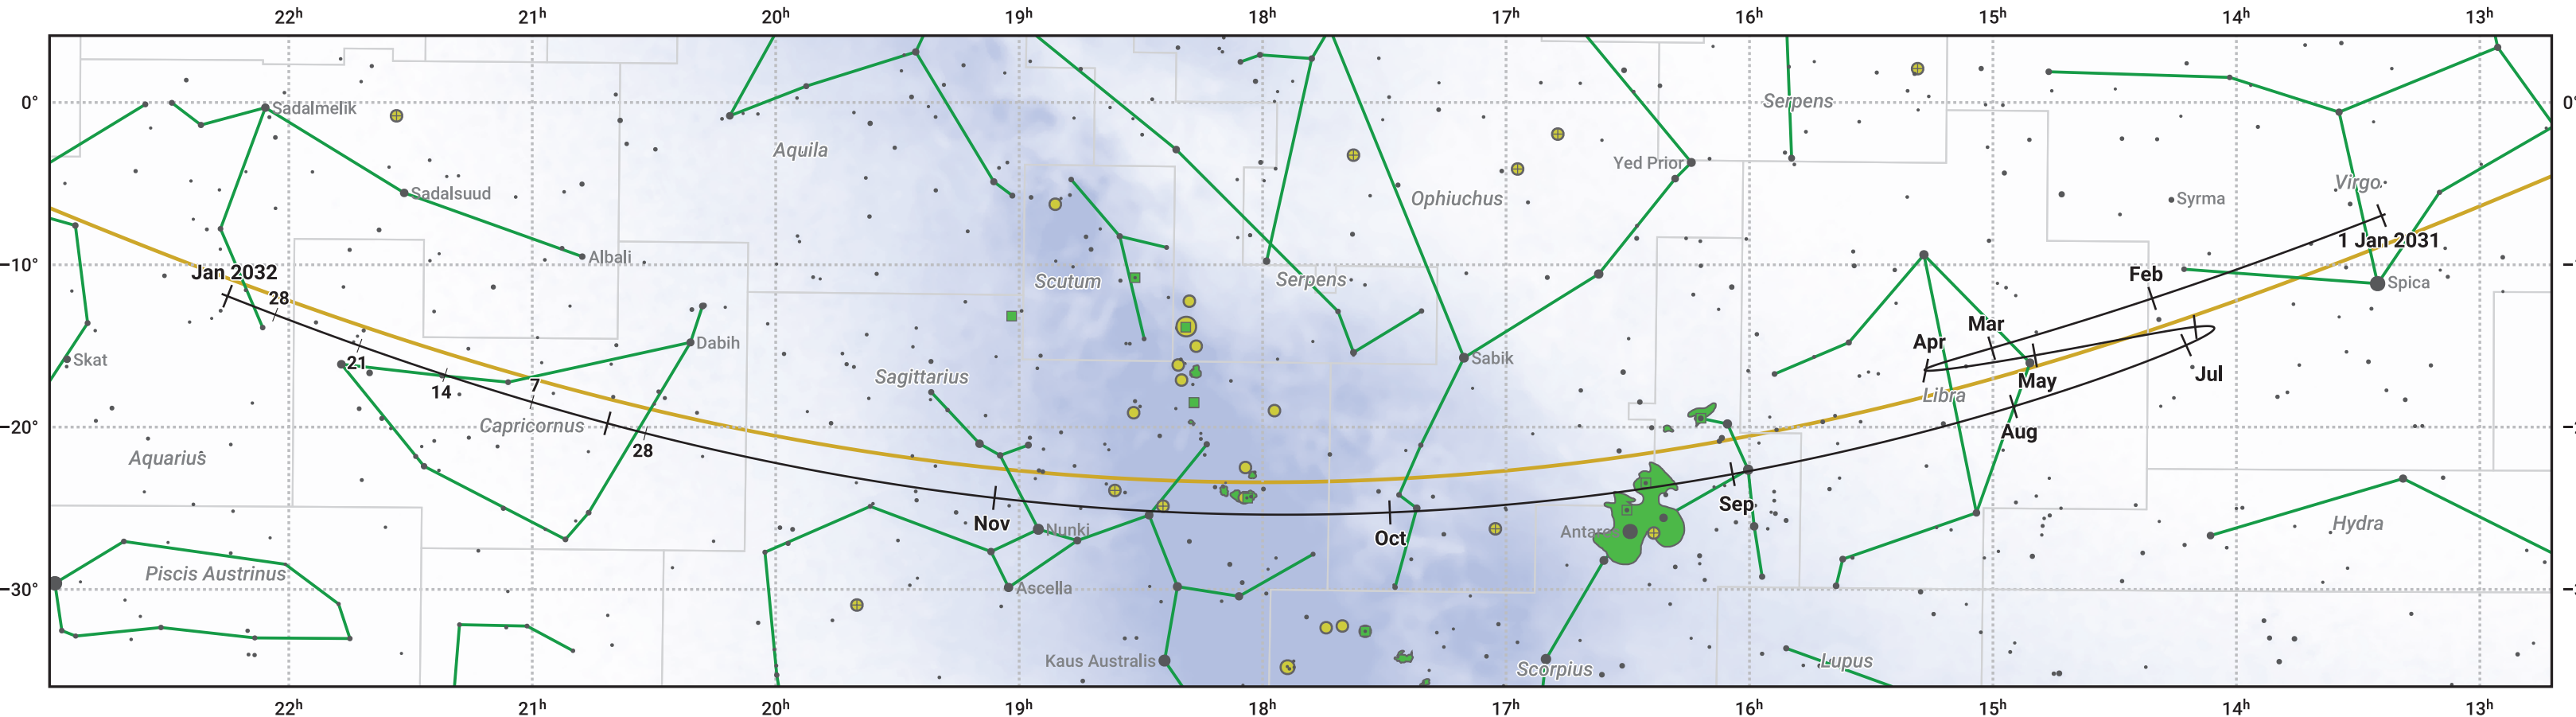 22h 21h 20h 19h 18h 17h 16h 15h 14h 13h
0° Sadalmelik Serpens 0°
Aquila Yed Prior
Sadalsuud Ophiuchus Virgo
Syrma
Albali 1 Jan 2031
−10° Jan 2032 Scutum Serpens Feb
28 Spica
Mar
Dabih Apr
Skat 21 Sabik
14 7 Sagittarius May Jul
Libra
−20° Capricornus Aug
28
Aquarius
Nov Sep
Nunki Oct Antares Hydra
Piscis Austrinus
−30° Ascella
Kaus Australis Scorpius Lupus
22h 21h 20h 19h 18h 17h 16h 15h 14h 13h